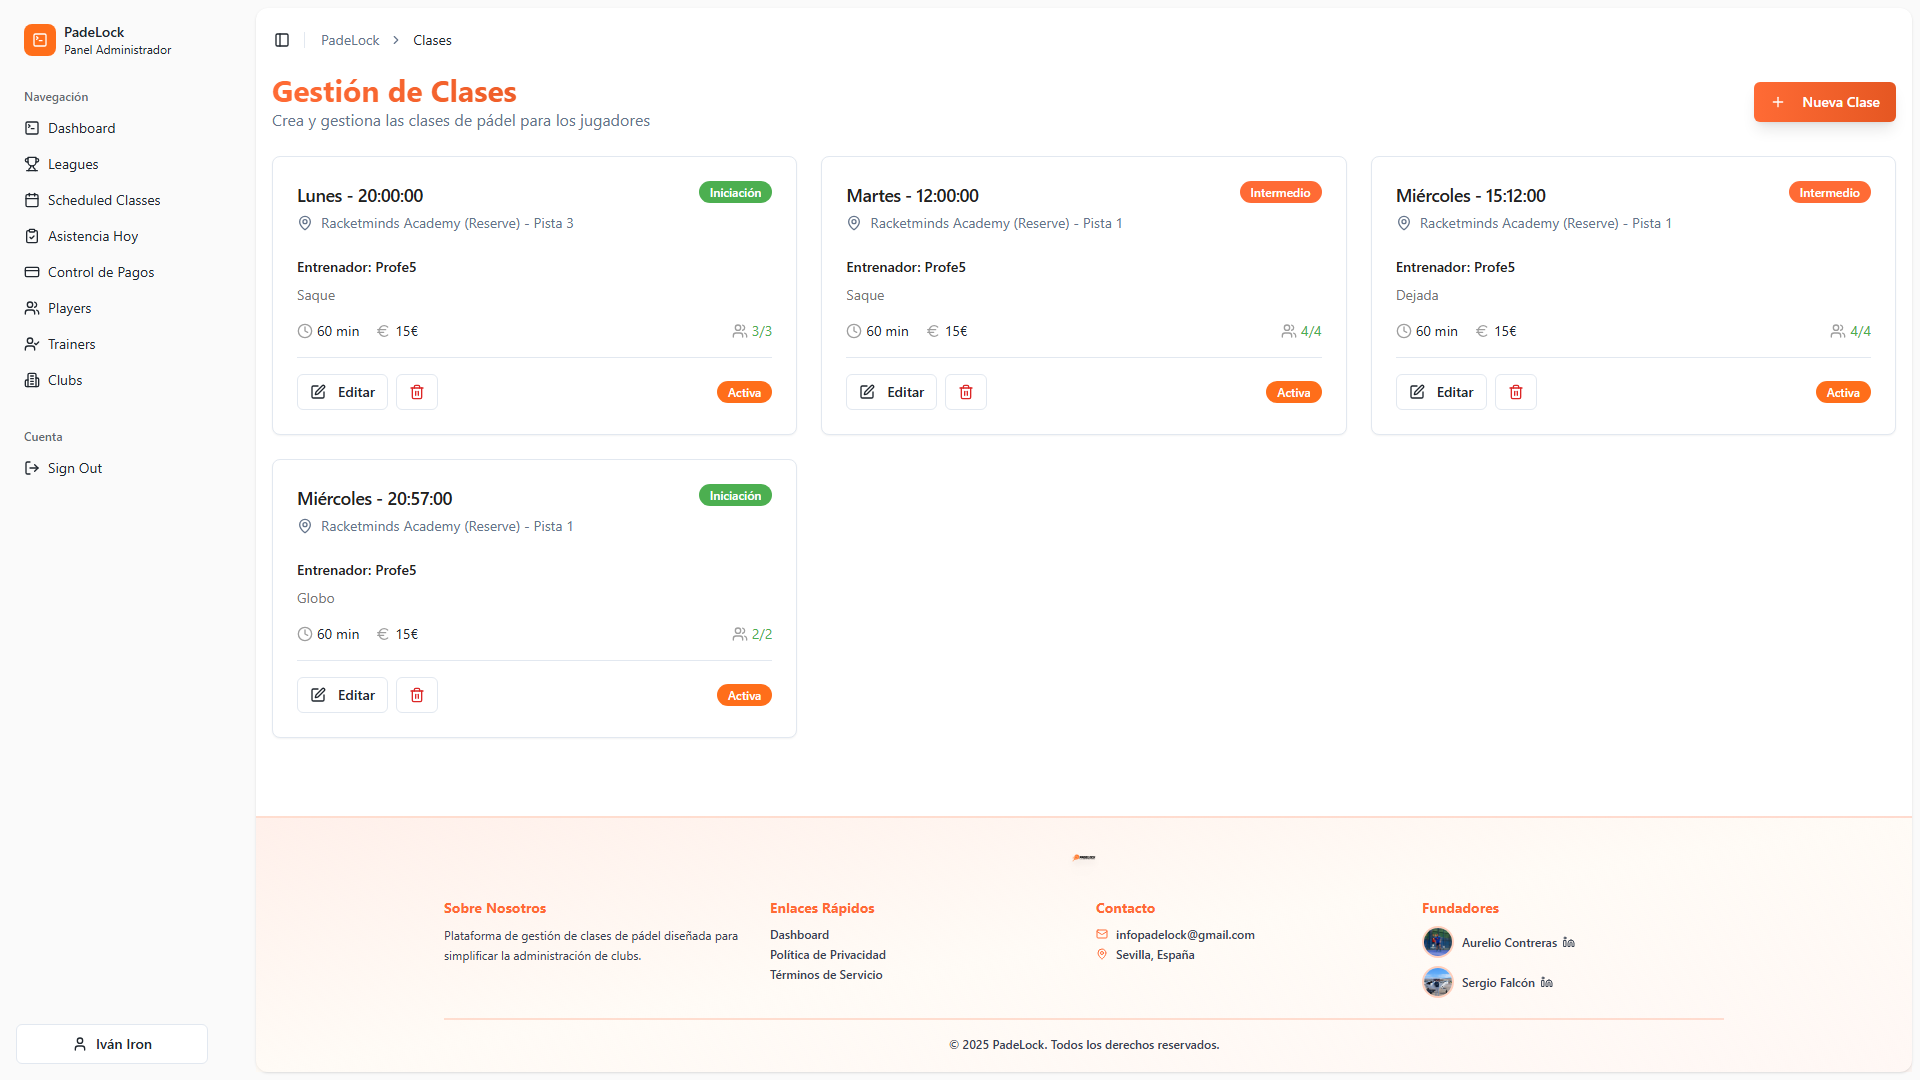 PadeLock
Panel Administrador
Navegación
Dashboard
Leagues
Scheduled Classes
Asistencia Hoy
Control de Pagos
Players
Trainers
Clubs
Cuenta
Sign Out
Iván Iron
PadeLock > Clases
Gestión de Clases
Crea y gestiona las clases de pádel para los jugadores
+ Nueva Clase
Lunes - 20:00:00
Iniciación
Racketminds Academy (Reserve) - Pista 3
Entrenador: Profe5
Saque
60 min € 15€ 3/3
Editar
Activa
Martes - 12:00:00
Intermedio
Racketminds Academy (Reserve) - Pista 1
Entrenador: Profe5
Saque
60 min € 15€ 4/4
Editar
Activa
Miércoles - 15:12:00
Intermedio
Racketminds Academy (Reserve) - Pista 1
Entrenador: Profe5
Dejada
60 min € 15€ 4/4
Editar
Activa
Miércoles - 20:57:00
Iniciación
Racketminds Academy (Reserve) - Pista 1
Entrenador: Profe5
Globo
60 min € 15€ 2/2
Editar
Activa
Sobre Nosotros
Plataforma de gestión de clases de pádel diseñada para
simplificar la administración de clubs.
Enlaces Rápidos
Dashboard
Política de Privacidad
Términos de Servicio
Contacto
infopadelock@gmail.com
Sevilla, España
Fundadores
Aurelio Contreras
Sergio Falcón
© 2025 PadeLock. Todos los derechos reservados.